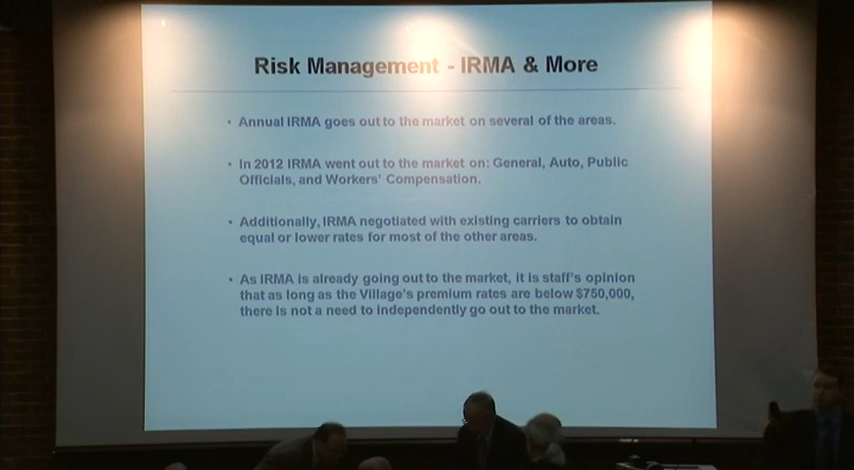 Risk Management - IRMA & More
• Annual IRMA goes out to the market on several of the areas.
• In 2012 IRMA went out to the market on: General, Auto, Public
Officials, and Workers' Compensation.
• Additionally, IRMA negotiated with existing carriers to obtain
equal or lower rates for most of the other areas.
• As IRMA is already going out to the market, it is staff's opinion
that as long as the Village's premium rates are below $750,000,
there is not a need to independently go out to the market.